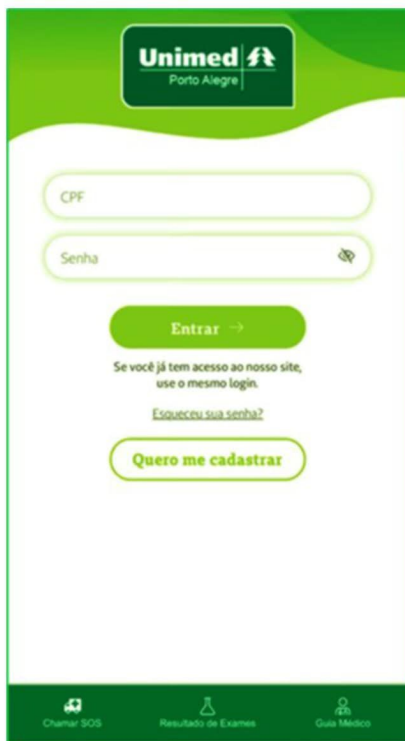 Unimed
Porto Alegre
CPF
Senha
Entrar →
Se você já tem acesso ao nosso site,
use o mesmo login.
Esqueceu sua senha?
Quero me cadastrar
Chamar SOS
Resultado de Exames
Guia Médico